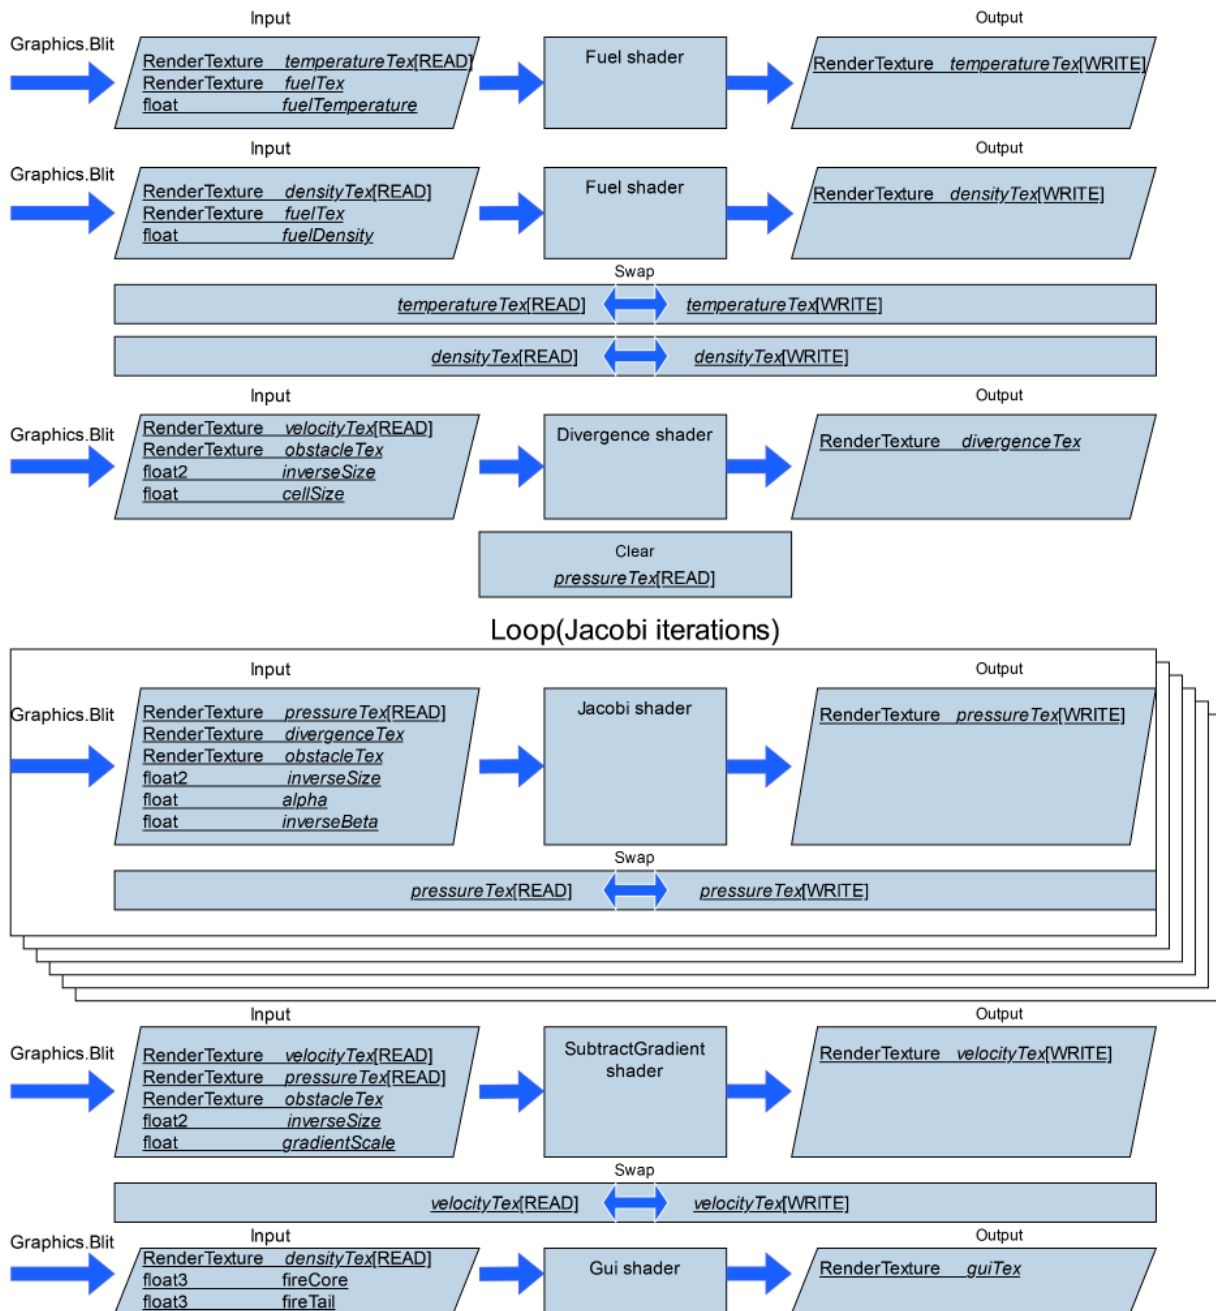 Input
Output
Graphics.Blit
RenderTexture temperatureTex[READ]
RenderTexture fuelTex
float fuelTemperature
Fuel shader
RenderTexture temperatureTex[WRITE]
Input
Output
Graphics.Blit
RenderTexture densityTex[READ]
RenderTexture fuelTex
float fuelDensity
Fuel shader
RenderTexture densityTex[WRITE]
Swap
temperatureTex[READ] temperatureTex[WRITE]
densityTex[READ] densityTex[WRITE]
Input
Output
Graphics.Blit
RenderTexture velocityTex[READ]
RenderTexture obstacleTex
float2 inverseSize
float cellSize
Divergence shader
RenderTexture divergenceTex
Clear
pressureTex[READ]
Loop(Jacobi iterations)
Input
Output
Graphics.Blit
RenderTexture pressureTex[READ]
RenderTexture divergenceTex
RenderTexture obstacleTex
float2 inverseSize
float alpha
float inverseBeta
Jacobi shader
RenderTexture pressureTex[WRITE]
Swap
pressureTex[READ] pressureTex[WRITE]
Input
Output
Graphics.Blit
RenderTexture velocityTex[READ]
RenderTexture pressureTex[READ]
RenderTexture obstacleTex
float2 inverseSize
float gradientScale
SubtractGradient
shader
RenderTexture velocityTex[WRITE]
Swap
velocityTex[READ] velocityTex[WRITE]
Input
Output
Graphics.Blit
RenderTexture densityTex[READ]
float3 fireCore
float3 fireTail
Gui shader
RenderTexture guiTex